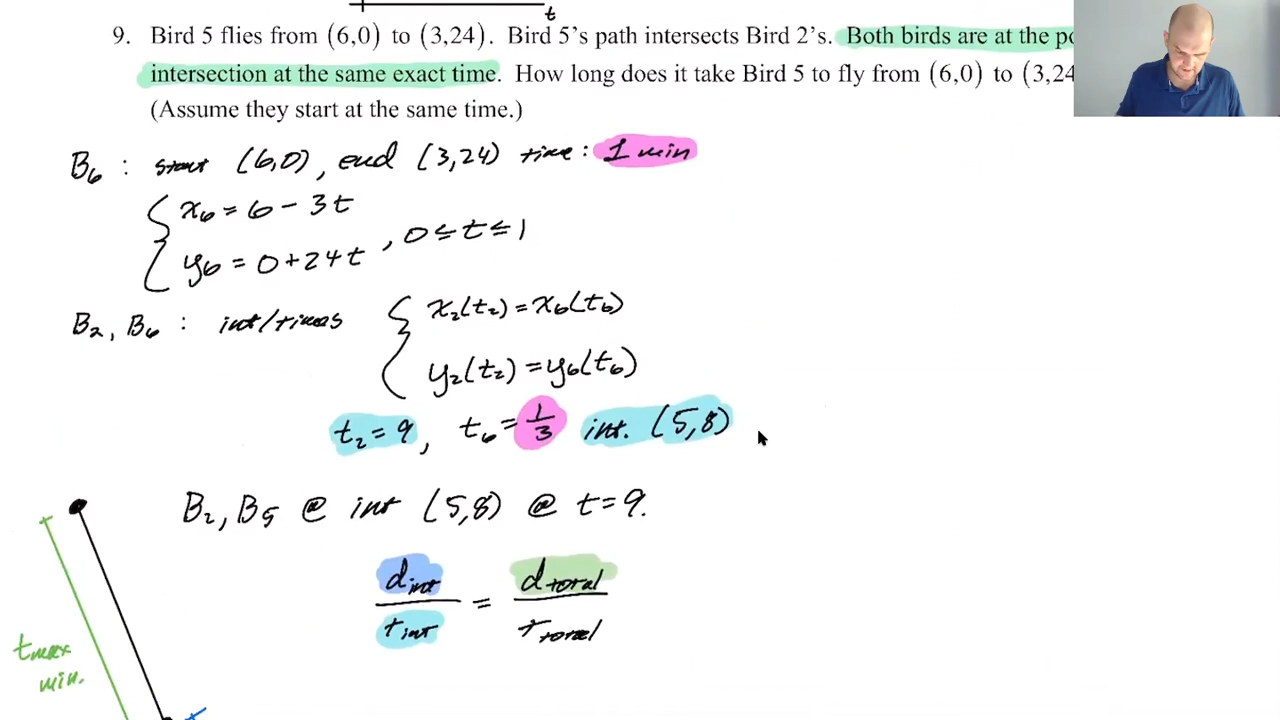 t
9. Bird 5 flies from (6,0) to (3,24). Bird 5's path intersects Bird 2's. Both birds are at the
intersection at the same exact time. How long does it take Bird 5 to fly from (6,0) to (3,24
(Assume they start at the same time.)
B₆ : start (6,0), end (3,24) time: 1 min
x₆ = 6 - 3t
y₆ = 0 + 24t , 0 ≤ t ≤ 1
B₂, B₆ : int/times
x₂(t₂) = x₆(t₆)
y₂(t₂) = y₆(t₆)
t₂ = 9, t₆ = 1/3 int. (5,8)
B₂, B₅ @ int (5,8) @ t = 9.
d_int / t_int = d_total / t_total
tmax
min.